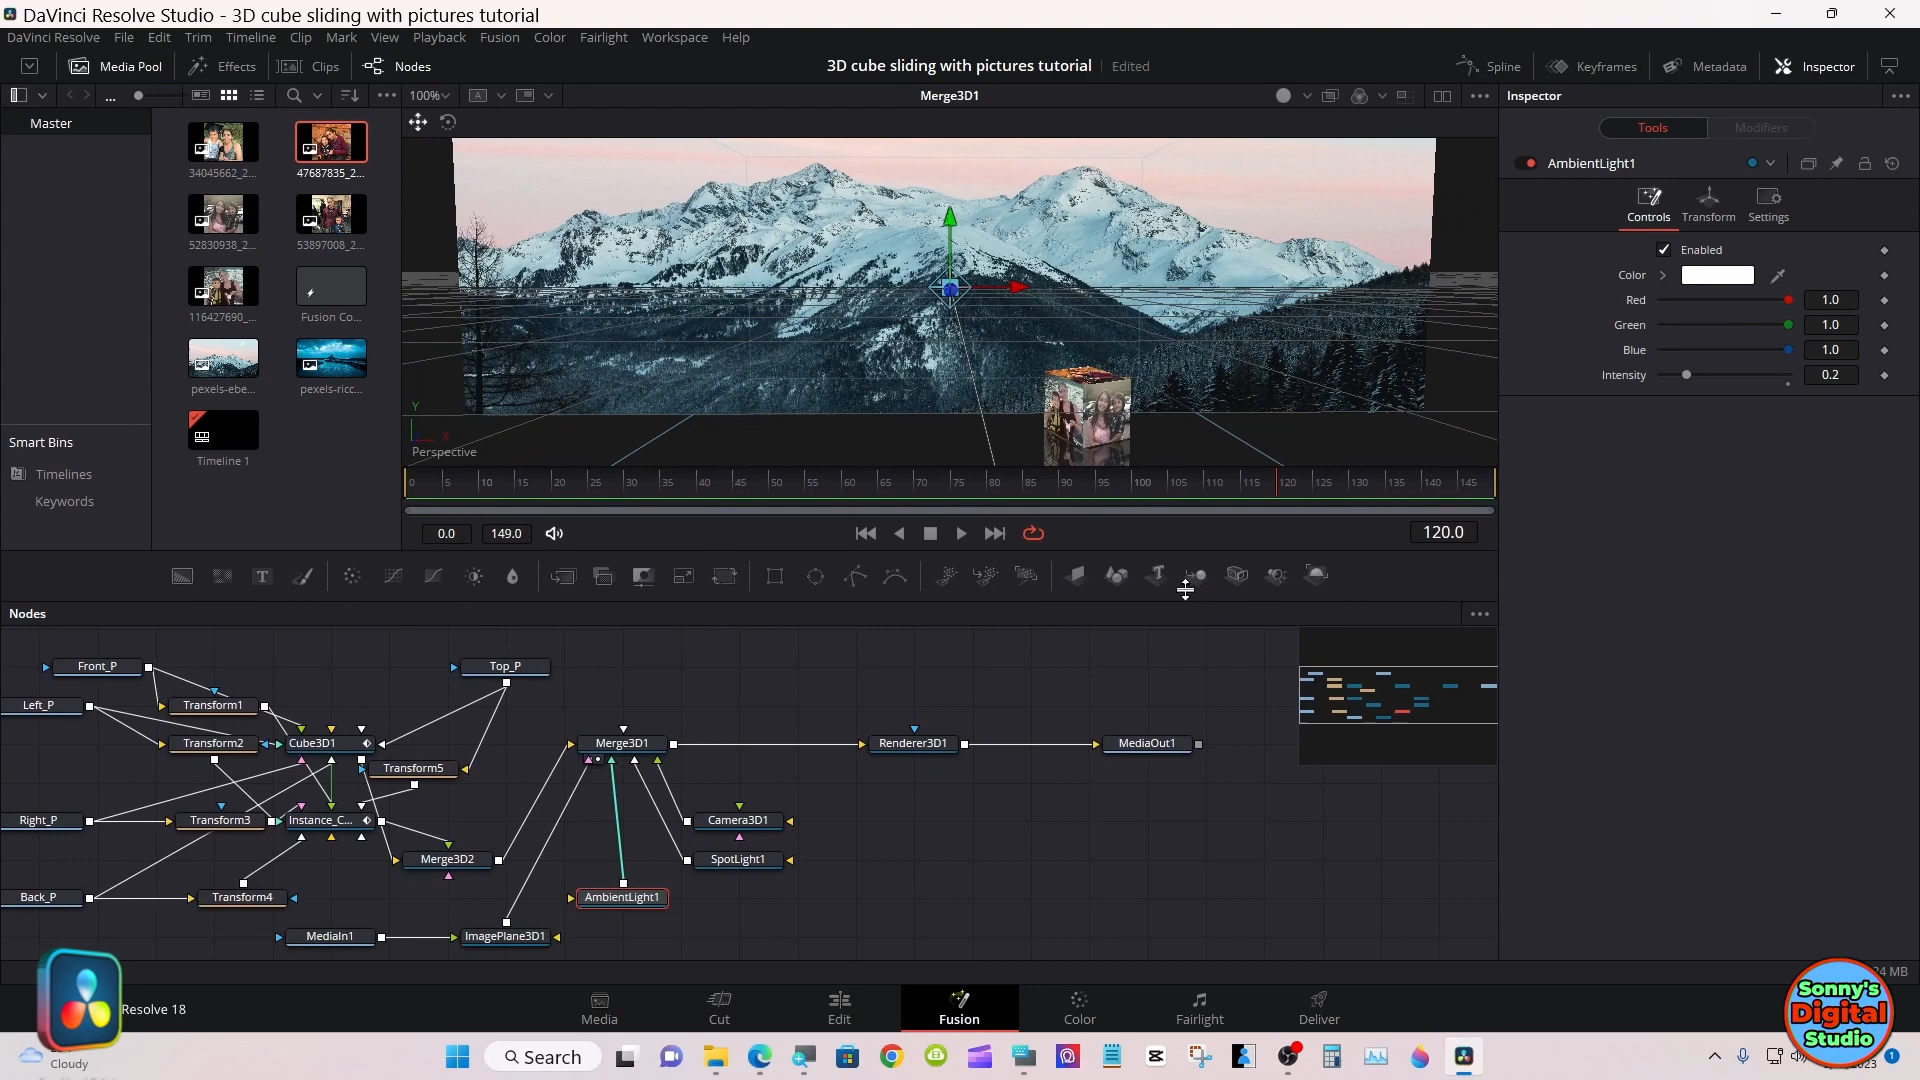 DaVinci Resolve Studio - 3D cube sliding with pictures tutorial
DaVinci Resolve File Edit Trim Timeline Clip Mark View Playback Fusion Color Fairlight Workspace Help
Media Pool Effects Clips Nodes 3D cube sliding with pictures tutorial Edited Spline Keyframes Metadata Inspector
... 100% A Merge3D1 Inspector
Master
34045662_2... 47687835_2...
52830938_2... 53897008_2...
116427690_... Fusion Co...
pexels-ebe... pexels-ricc...
Timeline 1
Smart Bins
Timelines
Keywords
Y
X
Perspective
0 5 10 15 20 25 30 35 40 45 50 55 60 65 70 75 80 85 90 95 100 105 110 115 120 125 130 135 140 145
0.0 149.0 120.0
Tools Modifiers
AmbientLight1
Controls Transform Settings
Enabled
Color
Red 1.0
Green 1.0
Blue 1.0
Intensity 0.2
T T
Nodes
Front_P Top_P
Left_P Transform1
Transform2 Cube3D1 Merge3D1 Renderer3D1 MediaOut1
Transform5
Right_P Transform3 Instance_C... Camera3D1
Merge3D2 SpotLight1
Back_P Transform4 AmbientLight1
MediaIn1 ImagePlane3D1
Resolve 18
Media Cut Edit Fusion Color Fairlight Deliver
Sonny's
Digital
Studio
Cloudy
Search
1